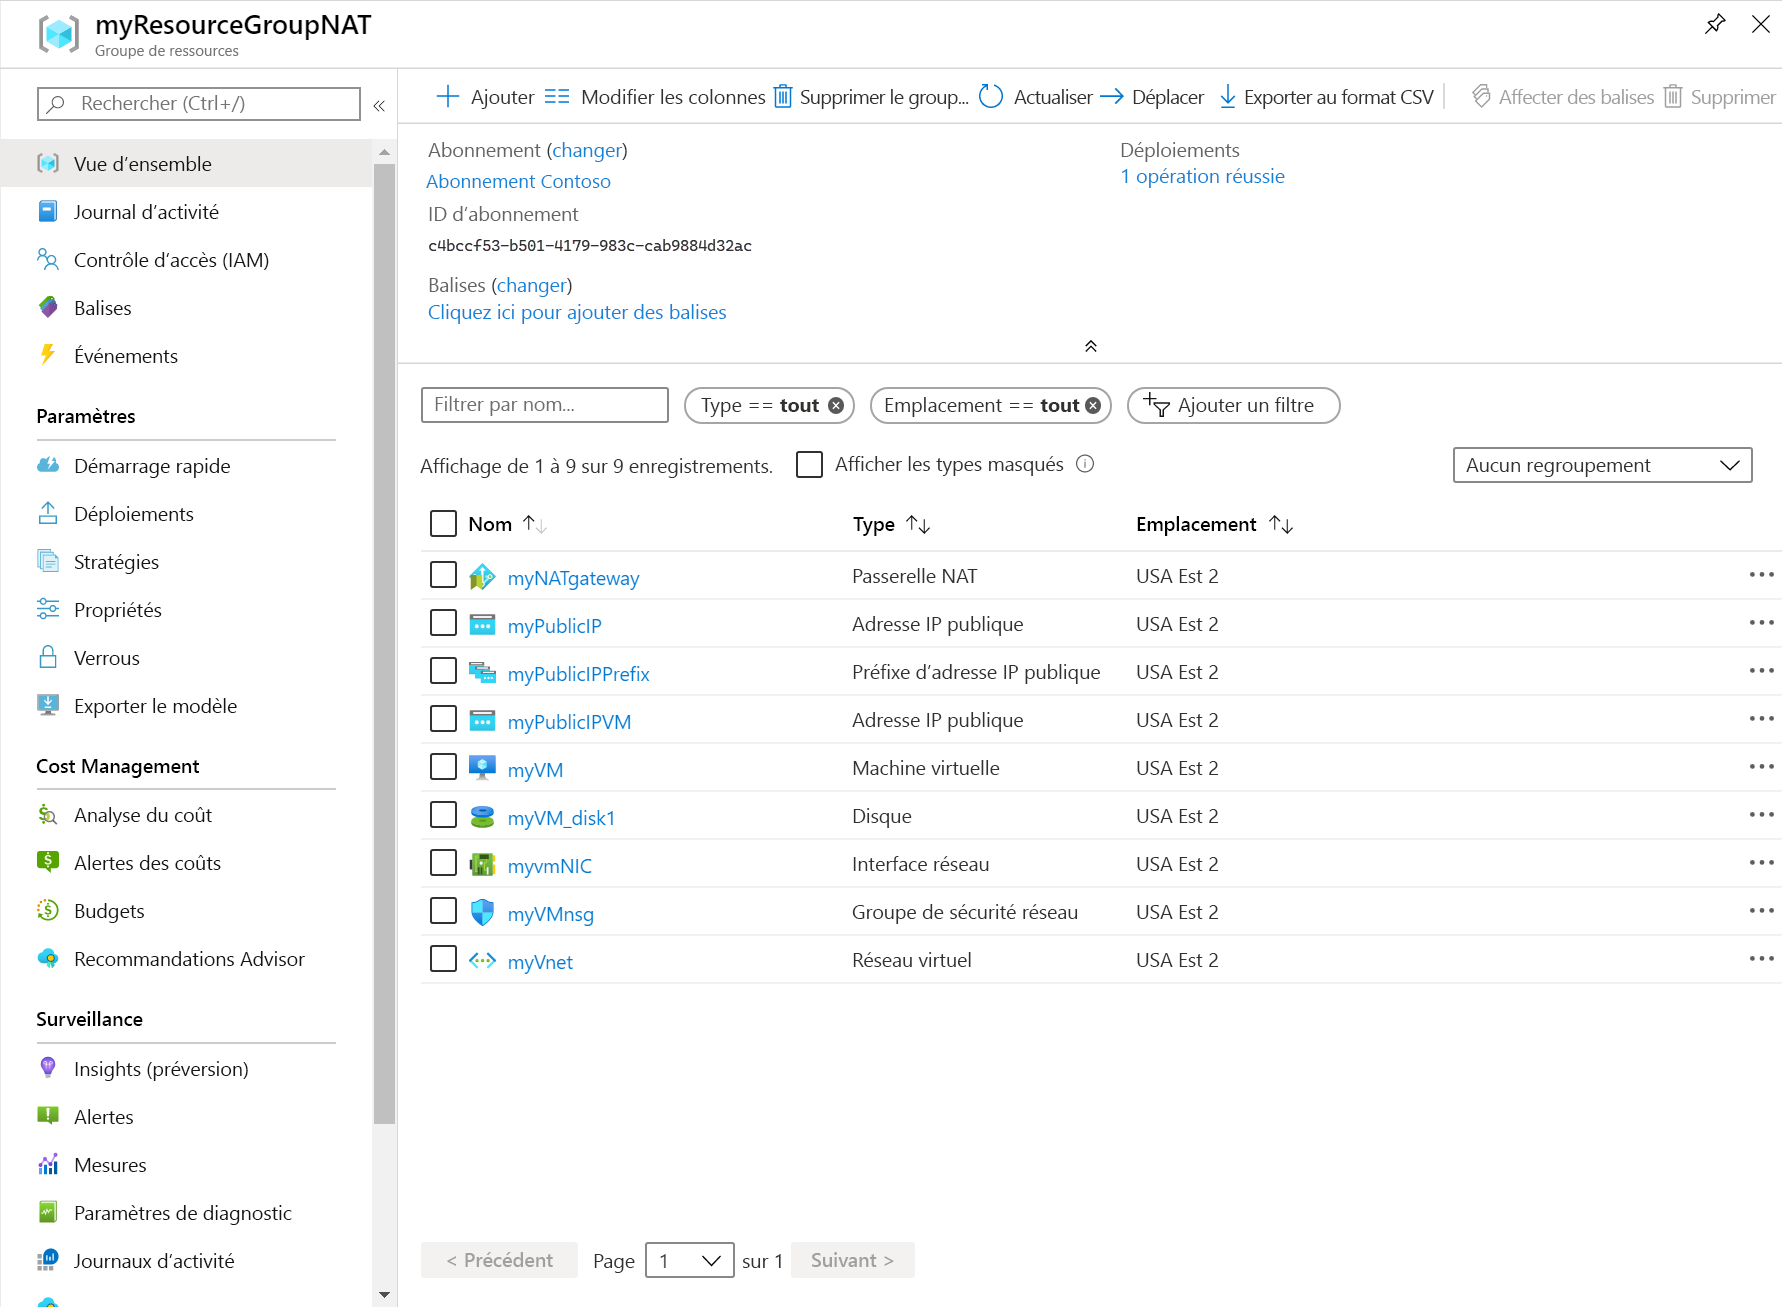 myResourceGroupNAT
Groupe de ressources
Rechercher (Ctrl+/)
«
Vue d’ensemble
Journal d’activité
Contrôle d’accès (IAM)
Balises
Événements
Paramètres
Démarrage rapide
Déploiements
Stratégies
Propriétés
Verrous
Exporter le modèle
Cost Management
Analyse du coût
Alertes des coûts
Budgets
Recommandations Advisor
Surveillance
Insights (préversion)
Alertes
Mesures
Paramètres de diagnostic
Journaux d’activité
Ajouter Modifier les colonnes Supprimer le group... Actualiser Déplacer Exporter au format CSV Affecter des balises Supprimer
Abonnement (changer)
Abonnement Contoso
ID d’abonnement
c4bccf53-b501-4179-983c-cab9884d32ac
Balises (changer)
Cliquez ici pour ajouter des balises
Déploiements
1 opération réussie
Filtrer par nom... Type == tout Emplacement == tout Ajouter un filtre
Affichage de 1 à 9 sur 9 enregistrements. Afficher les types masqués Aucun regroupement
Nom Type Emplacement
myNATgateway Passerelle NAT USA Est 2
myPublicIP Adresse IP publique USA Est 2
myPublicIPPrefix Préfixe d’adresse IP publique USA Est 2
myPublicIPVM Adresse IP publique USA Est 2
myVM Machine virtuelle USA Est 2
myVM_disk1 Disque USA Est 2
myvmNIC Interface réseau USA Est 2
myVMnsg Groupe de sécurité réseau USA Est 2
myVnet Réseau virtuel USA Est 2
< Précédent Page 1 sur 1 Suivant >